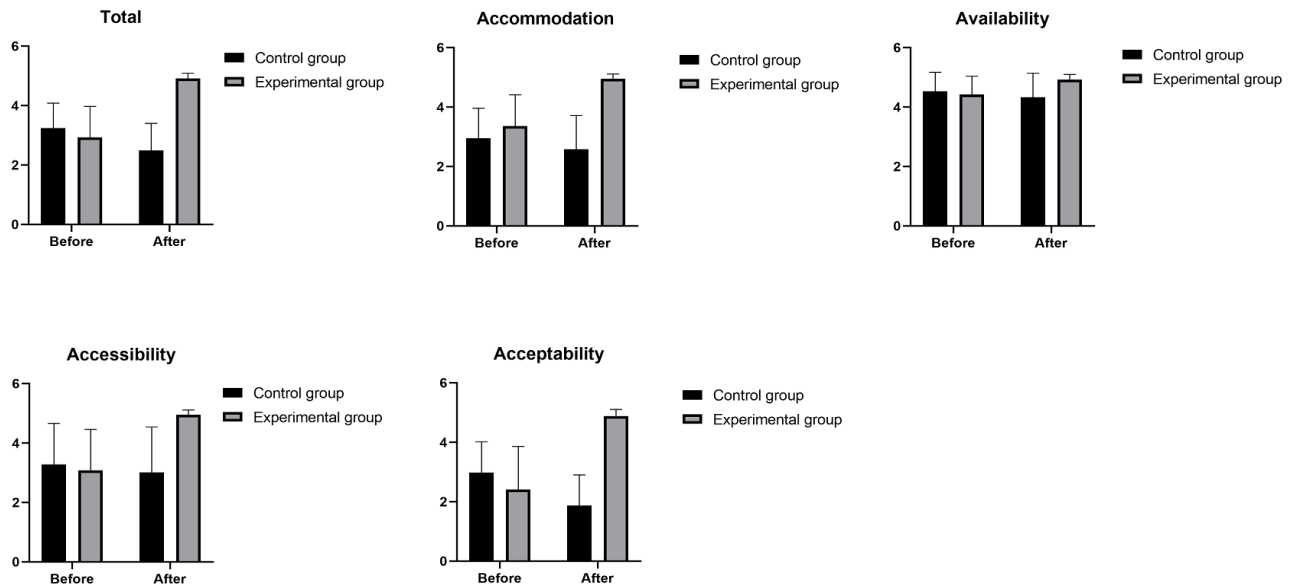 Total
6
4
2
0
Before
After
Control group
Experimental group
Accommodation
6
4
2
0
Before
After
Control group
Experimental group
Availability
6
4
2
0
Before
After
Control group
Experimental group
Accessibility
6
4
2
0
Before
After
Control group
Experimental group
Acceptability
6
4
2
0
Before
After
Control group
Experimental group